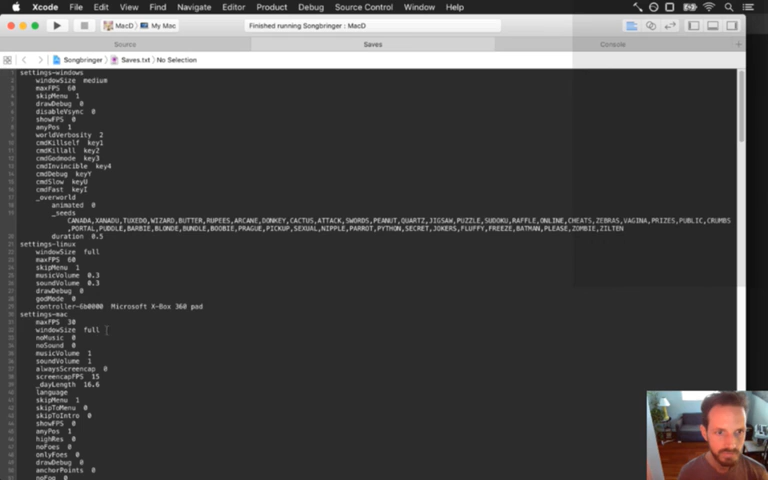 Xcode File Edit View Find Navigate Editor Product Debug Source Control Window Help
MacD My Mac Finished running Songbringer : MacD
Source Saves Console
Songbringer Saves.txt No Selection
settings-windows
windowSize medium
maxFPS 60
skipMenu 1
drawDebug 0
disableVsync 0
showFPS 0
anyPos 1
worldVerbosity 2
cmdKillself key1
cmdKillall key2
cmdGodmode key3
cmdInvincible key4
cmdDebug keyY
cmdSlow keyU
cmdFast keyI
_overworld
animated 0
_seeds
CANADA,XANADU,TUXEDO,WIZARD,BUTTER,RUPEES,ARCANE,DONKEY,CACTUS,ATTACK,SWORDS,PEANUT,QUARTZ,JIGSAW,PUZZLE,SUDOKU,RAFFLE,ONLINE,CHEATS,ZEBRAS,VAGINA,PRIZES,PUBLIC,CRUMBS
,PORTAL,PUDDLE,BARBIE,BLONDE,BUNDLE,BOOBIE,PRAGUE,PICKUP,SEXUAL,NIPPLE,PARROT,PYTHON,SECRET,JOKERS,FLUFFY,FREEZE,BATMAN,PLEASE,ZOMBIE,ZILTEN
duration 0.5
settings-linux
windowSize full
maxFPS 60
skipMenu 1
musicVolume 0.3
soundVolume 0.3
drawDebug 0
godMode 0
controller-6b0000 Microsoft X-Box 360 pad
settings-mac
maxFPS 30
windowSize full
noMusic 0
noSound 0
musicVolume 1
soundVolume 1
alwaysScreencap 0
screencapFPS 15
_dayLength 16.6
language
skipMenu 1
skipToMenu 0
skipToIntro 0
showFPS 0
anyPos 1
highRes 0
noFoes 0
onlyFoes 0
drawDebug 0
anchorPoints 0
noFog 0